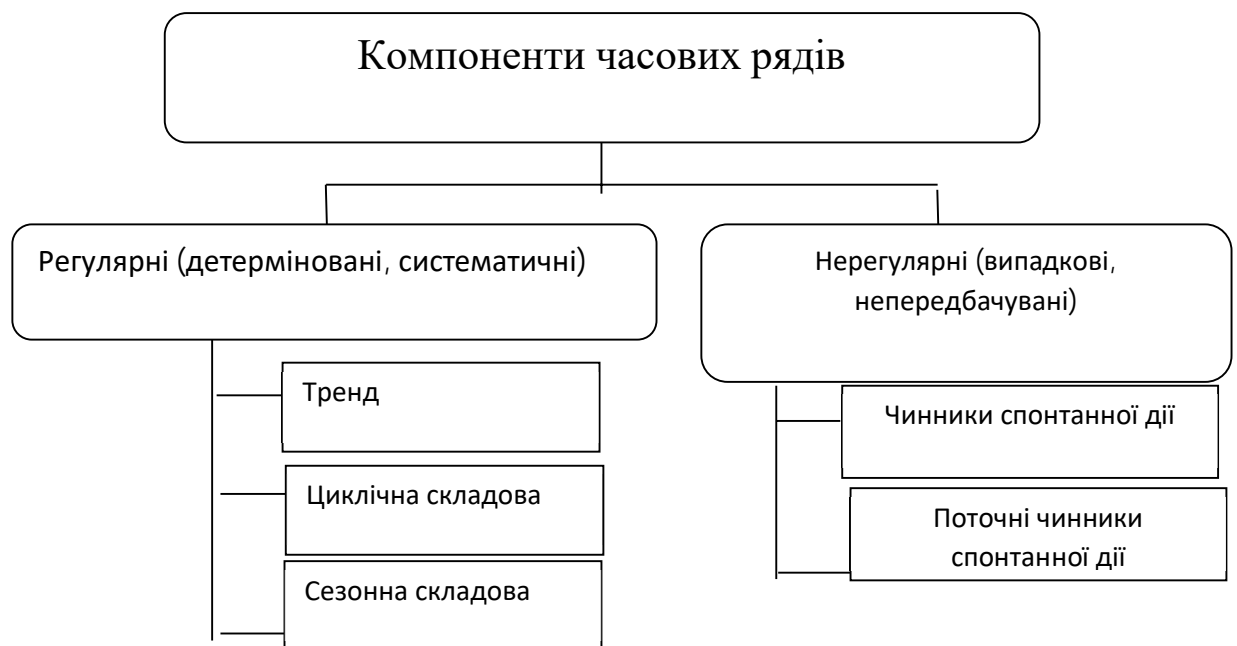 Компоненти часових рядів
Регулярні (детерміновані, систематичні)
Нерегулярні (випадкові,
непередбачувані)
Тренд
Циклічна складова
Сезонна складова
Чинники спонтанної дії
Поточні чинники
спонтанної дії